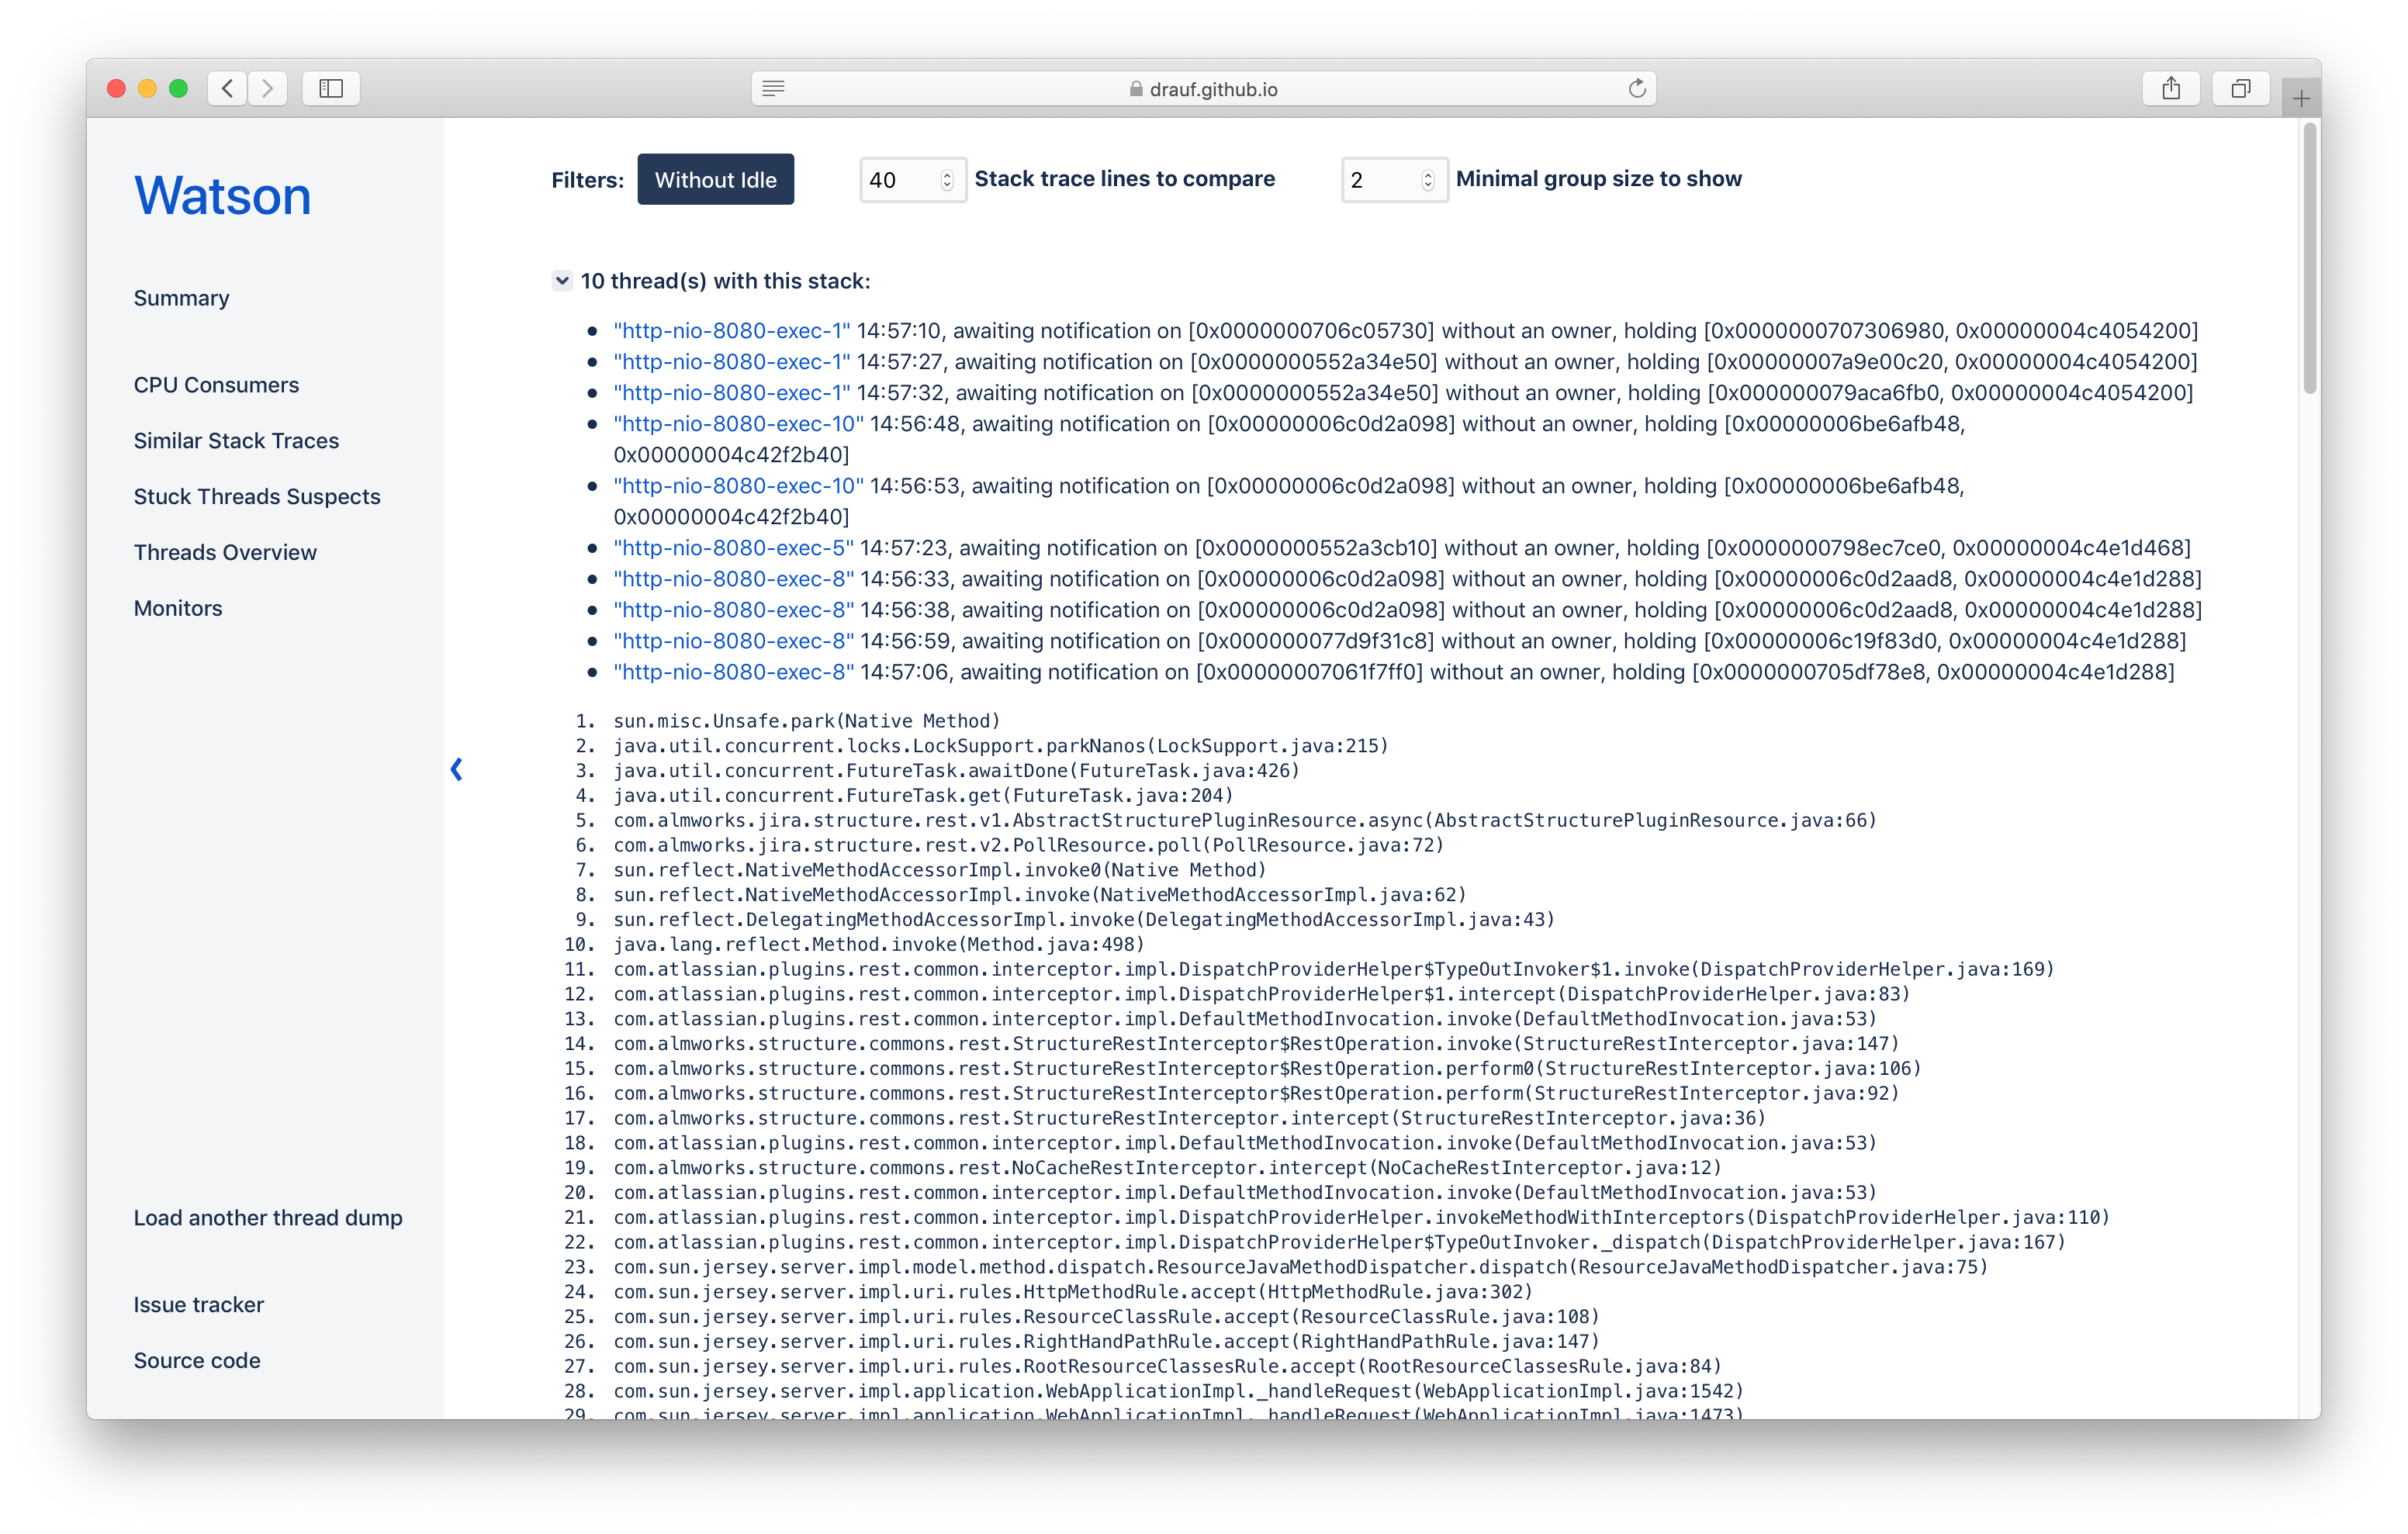 drauf.github.io
Watson
Summary
CPU Consumers
Similar Stack Traces
Stuck Threads Suspects
Threads Overview
Monitors
Load another thread dump
Issue tracker
Source code
Filters: Without Idle 40 Stack trace lines to compare 2 Minimal group size to show
10 thread(s) with this stack:
"http-nio-8080-exec-1" 14:57:10, awaiting notification on [0x0000000706c05730] without an owner, holding [0x0000000707306980, 0x00000004c4054200]
"http-nio-8080-exec-1" 14:57:27, awaiting notification on [0x0000000552a34e50] without an owner, holding [0x00000007a9e00c20, 0x00000004c4054200]
"http-nio-8080-exec-1" 14:57:32, awaiting notification on [0x0000000552a34e50] without an owner, holding [0x000000079aca6fb0, 0x00000004c4054200]
"http-nio-8080-exec-10" 14:56:48, awaiting notification on [0x00000006c0d2a098] without an owner, holding [0x00000006be6afb48,
0x00000004c42f2b40]
"http-nio-8080-exec-10" 14:56:53, awaiting notification on [0x00000006c0d2a098] without an owner, holding [0x00000006be6afb48,
0x00000004c42f2b40]
"http-nio-8080-exec-5" 14:57:23, awaiting notification on [0x0000000552a3cb10] without an owner, holding [0x0000000798ec7ce0, 0x00000004c4e1d468]
"http-nio-8080-exec-8" 14:56:33, awaiting notification on [0x00000006c0d2a098] without an owner, holding [0x00000006c0d2aad8, 0x00000004c4e1d288]
"http-nio-8080-exec-8" 14:56:38, awaiting notification on [0x00000006c0d2a098] without an owner, holding [0x00000006c0d2aad8, 0x00000004c4e1d288]
"http-nio-8080-exec-8" 14:56:59, awaiting notification on [0x000000077d9f31c8] without an owner, holding [0x00000006c19f83d0, 0x00000004c4e1d288]
"http-nio-8080-exec-8" 14:57:06, awaiting notification on [0x00000007061f7ff0] without an owner, holding [0x0000000705df78e8, 0x00000004c4e1d288]
1. sun.misc.Unsafe.park(Native Method)
2. java.util.concurrent.locks.LockSupport.parkNanos(LockSupport.java:215)
3. java.util.concurrent.FutureTask.awaitDone(FutureTask.java:426)
4. java.util.concurrent.FutureTask.get(FutureTask.java:204)
5. com.almworks.jira.structure.rest.v1.AbstractStructurePluginResource.async(AbstractStructurePluginResource.java:66)
6. com.almworks.jira.structure.rest.v2.PollResource.poll(PollResource.java:72)
7. sun.reflect.NativeMethodAccessorImpl.invoke0(Native Method)
8. sun.reflect.NativeMethodAccessorImpl.invoke(NativeMethodAccessorImpl.java:62)
9. sun.reflect.DelegatingMethodAccessorImpl.invoke(DelegatingMethodAccessorImpl.java:43)
10. java.lang.reflect.Method.invoke(Method.java:498)
11. com.atlassian.plugins.rest.common.interceptor.impl.DispatchProviderHelper$TypeOutInvoker$1.invoke(DispatchProviderHelper.java:169)
12. com.atlassian.plugins.rest.common.interceptor.impl.DispatchProviderHelper$1.intercept(DispatchProviderHelper.java:83)
13. com.atlassian.plugins.rest.common.interceptor.impl.DefaultMethodInvocation.invoke(DefaultMethodInvocation.java:53)
14. com.almworks.structure.commons.rest.StructureRestInterceptor$RestOperation.invoke(StructureRestInterceptor.java:147)
15. com.almworks.structure.commons.rest.StructureRestInterceptor$RestOperation.perform0(StructureRestInterceptor.java:106)
16. com.almworks.structure.commons.rest.StructureRestInterceptor$RestOperation.perform(StructureRestInterceptor.java:92)
17. com.almworks.structure.commons.rest.StructureRestInterceptor.intercept(StructureRestInterceptor.java:36)
18. com.atlassian.plugins.rest.common.interceptor.impl.DefaultMethodInvocation.invoke(DefaultMethodInvocation.java:53)
19. com.almworks.structure.commons.rest.NoCacheRestInterceptor.intercept(NoCacheRestInterceptor.java:12)
20. com.atlassian.plugins.rest.common.interceptor.impl.DefaultMethodInvocation.invoke(DefaultMethodInvocation.java:53)
21. com.atlassian.plugins.rest.common.interceptor.impl.DispatchProviderHelper.invokeMethodWithInterceptors(DispatchProviderHelper.java:110)
22. com.atlassian.plugins.rest.common.interceptor.impl.DispatchProviderHelper$TypeOutInvoker._dispatch(DispatchProviderHelper.java:167)
23. com.sun.jersey.server.impl.model.method.dispatch.ResourceJavaMethodDispatcher.dispatch(ResourceJavaMethodDispatcher.java:75)
24. com.sun.jersey.server.impl.uri.rules.HttpMethodRule.accept(HttpMethodRule.java:302)
25. com.sun.jersey.server.impl.uri.rules.ResourceClassRule.accept(ResourceClassRule.java:108)
26. com.sun.jersey.server.impl.uri.rules.RightHandPathRule.accept(RightHandPathRule.java:147)
27. com.sun.jersey.server.impl.uri.rules.RootResourceClassesRule.accept(RootResourceClassesRule.java:84)
28. com.sun.jersey.server.impl.application.WebApplicationImpl._handleRequest(WebApplicationImpl.java:1542)
29. com.sun.jersey.server.impl.application.WebApplicationImpl._handleRequest(WebApplicationImpl.java:1473)